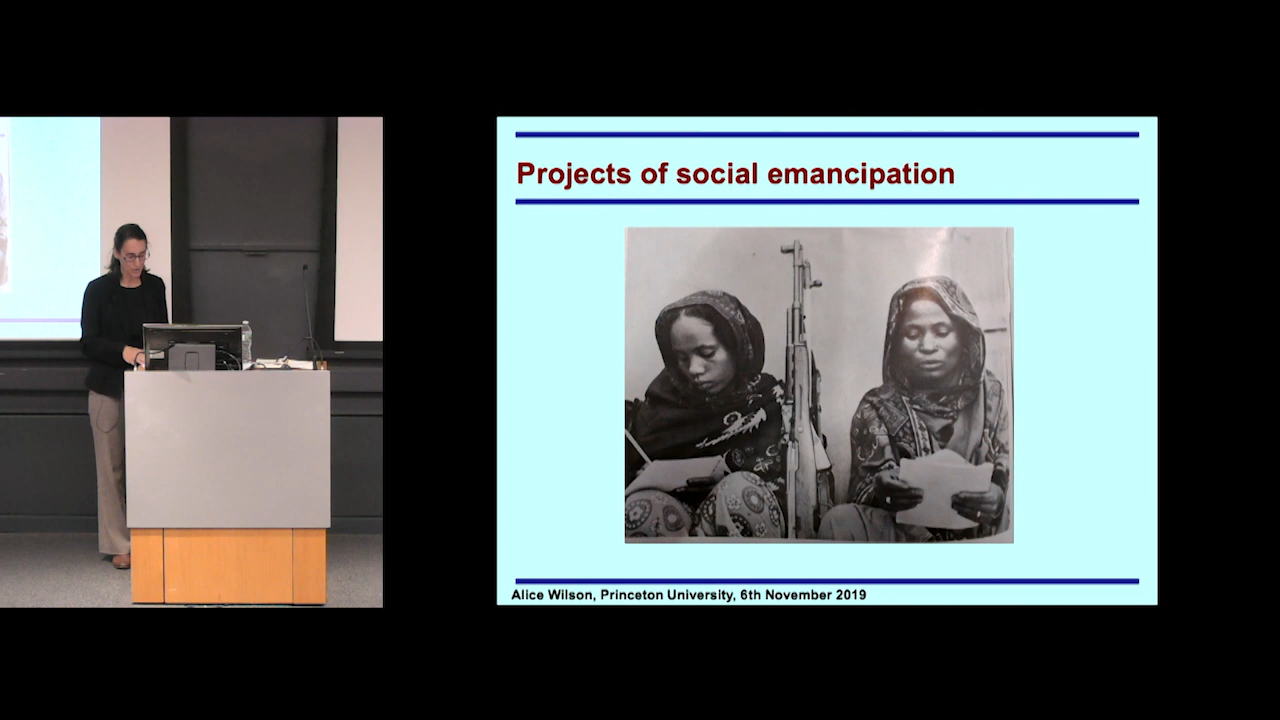 Projects of social emancipation
Alice Wilson, Princeton University, 6th November 2019